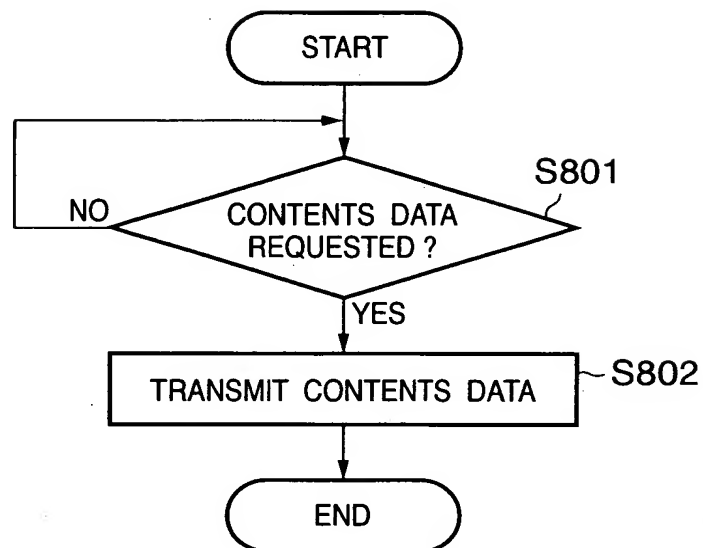 START
S801
NO
CONTENTS DATA
REQUESTED ?
YES
TRANSMIT CONTENTS DATA
S802
END